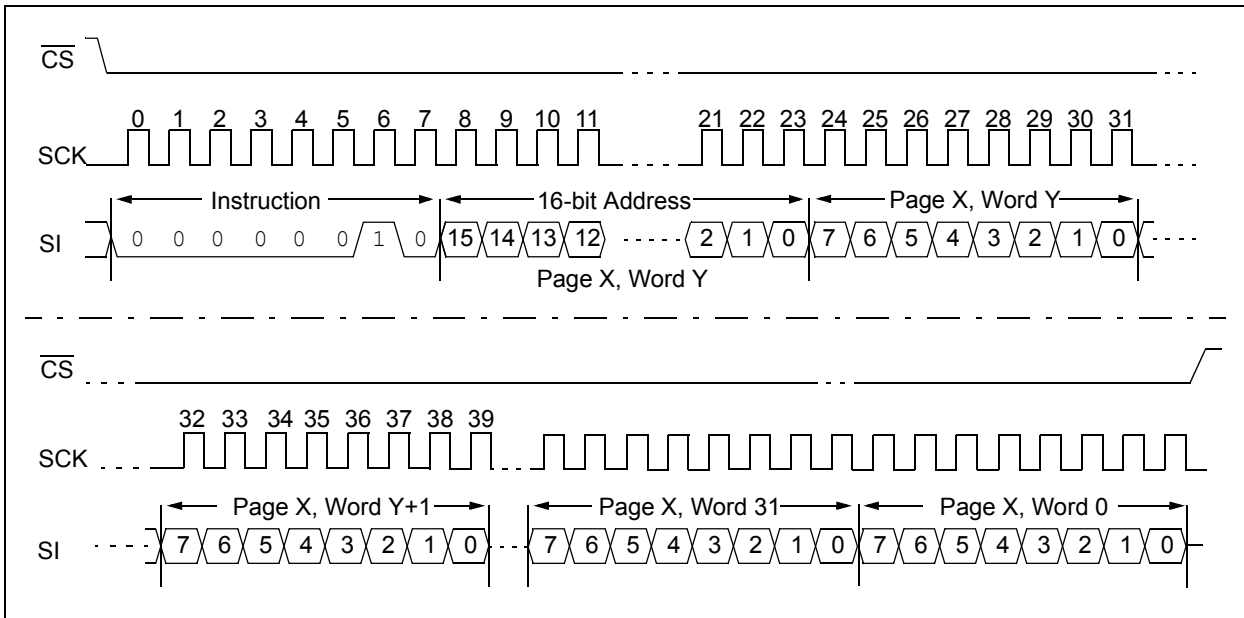 CS
0 1 2 3 4 5 6 7 8 9 10 11 21 22 23 24 25 26 27 28 29 30 31
SCK
Instruction 16-bit Address Page X, Word Y
SI 0 0 0 0 0 0 1 0 15 14 13 12 2 1 0 7 6 5 4 3 2 1 0
Page X, Word Y
CS
32 33 34 35 36 37 38 39
SCK
Page X, Word Y+1 Page X, Word 31 Page X, Word 0
SI 7 6 5 4 3 2 1 0 7 6 5 4 3 2 1 0 7 6 5 4 3 2 1 0